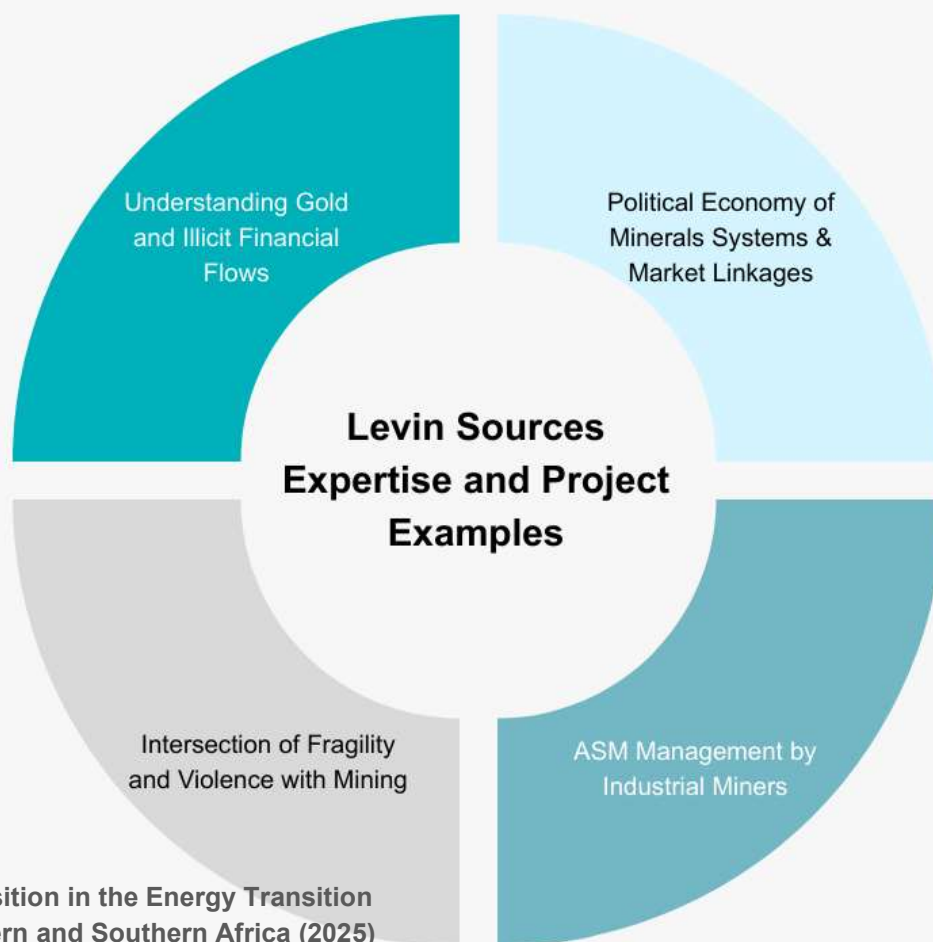 Understanding Gold
and Illicit Financial
Flows
Political Economy of
Minerals Systems &
Market Linkages
Levin Sources
Expertise and Project
Examples
Intersection of Fragility
and Violence with Mining
ASM Management by
Industrial Miners
in the Energy Transition
and Southern Africa (2025)